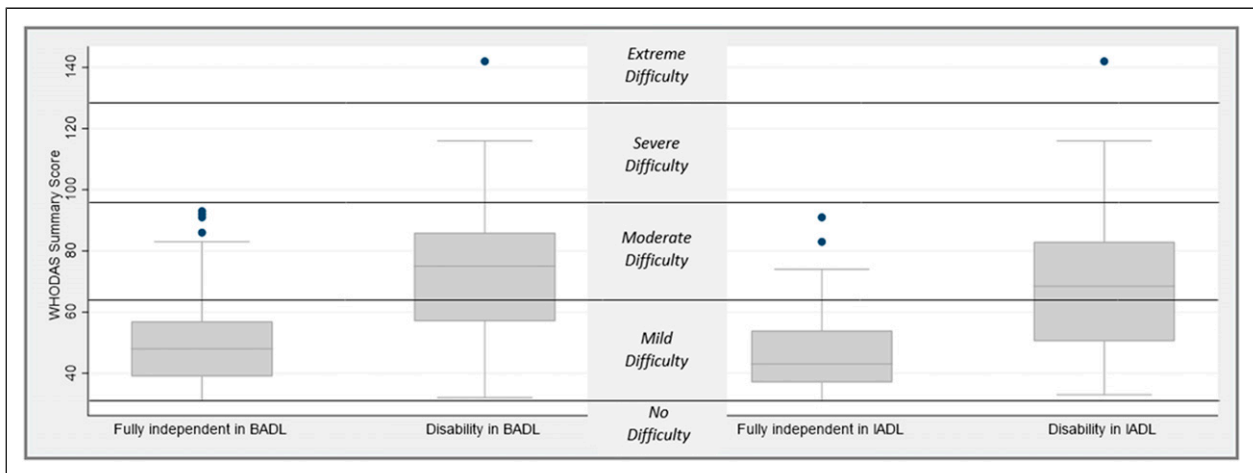 WHODAS Summary Score
140
120
100
80
60
40
Extreme
Difficulty
Severe
Difficulty
Moderate
Difficulty
Mild
Difficulty
No
Difficulty
Fully independent in BADL
Disability in BADL
Fully independent in IADL
Disability in IADL